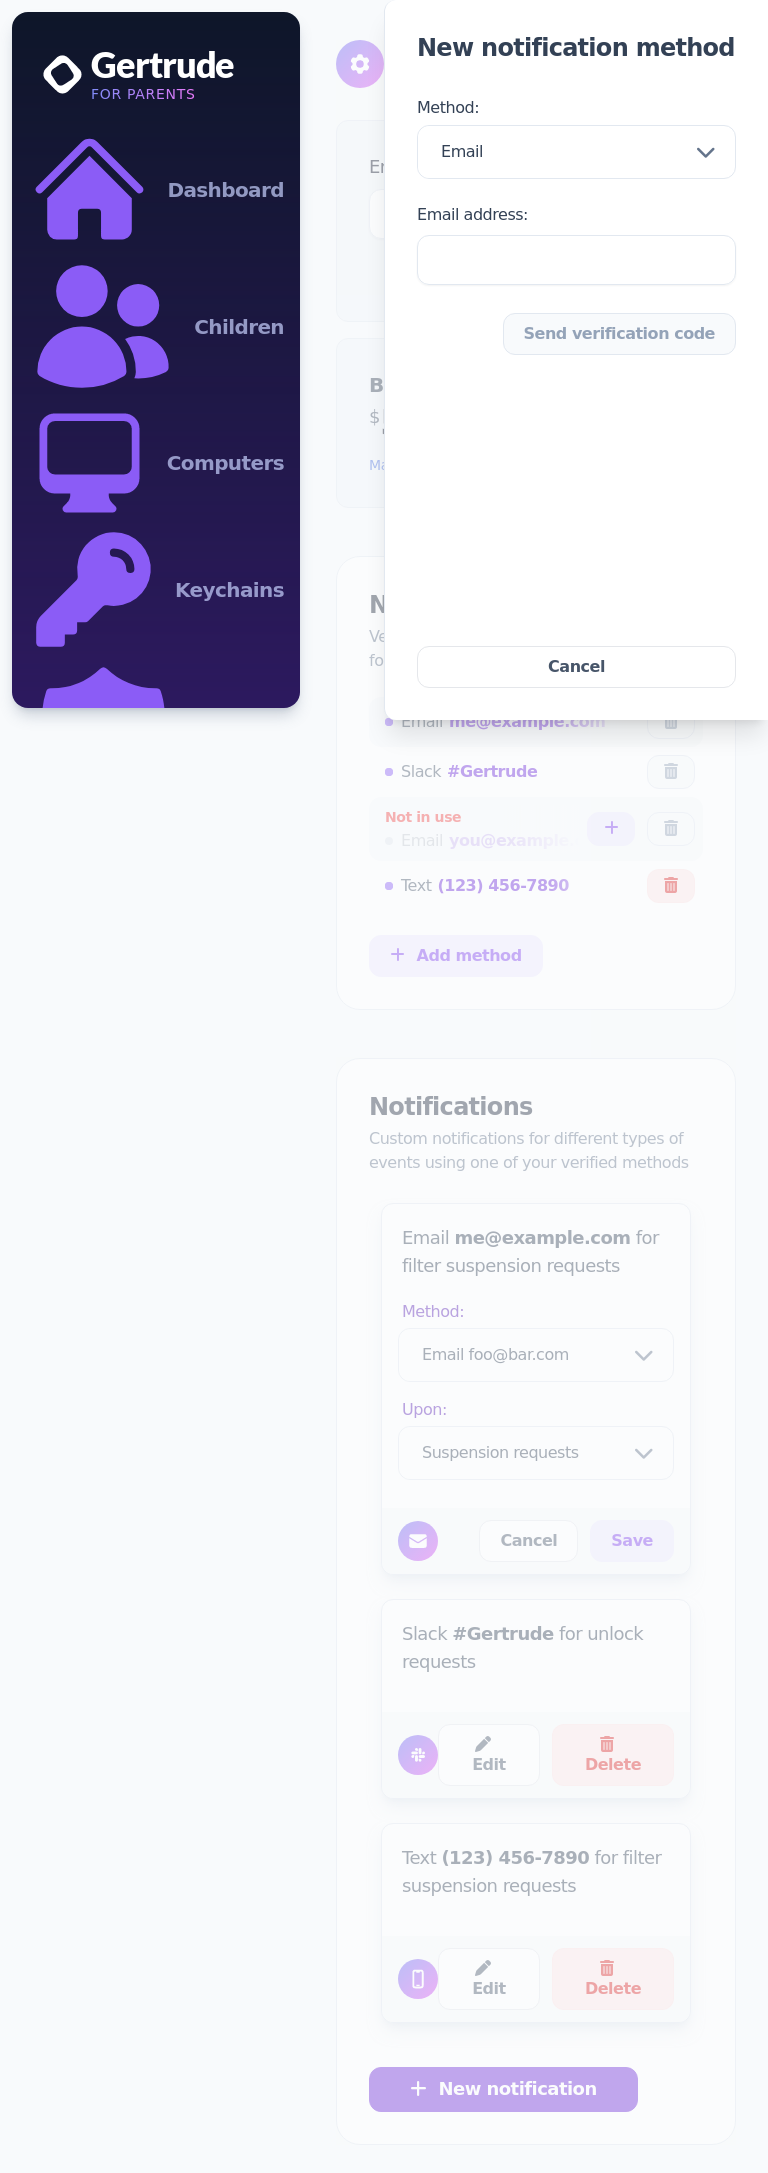 Gertrude
FOR PARENTS
Dashboard
Children
Computers
Keychains
New notification method
Method:
Email
Email address:
Send verification code
Cancel
$
Email me@example.com
Slack #Gertrude
Not in use
Email you@example
Text (123) 456-7890
Add method
Notifications
Custom notifications for different types of
events using one of your verified methods
Email me@example.com for
filter suspension requests
Method:
Email foo@bar.com
Upon:
Suspension requests
Cancel
Save
Slack #Gertrude for unlock
requests
Edit
Delete
Text (123) 456-7890 for filter
suspension requests
Edit
Delete
New notification